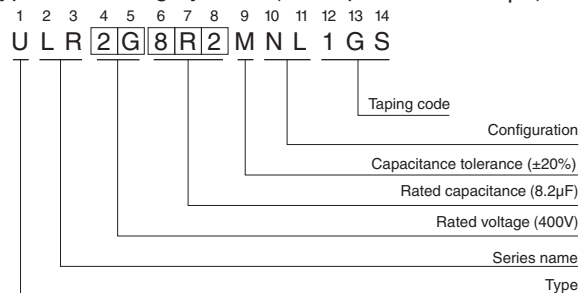 1 2 3 4 5 6 7 8 9 10 11 12 13 14
U L R 2 G 8 R 2 M N L 1 G S
Taping code
Configuration
Capacitance tolerance (±20%)
Rated capacitance (8.2µF)
Rated voltage (400V)
Series name
Type